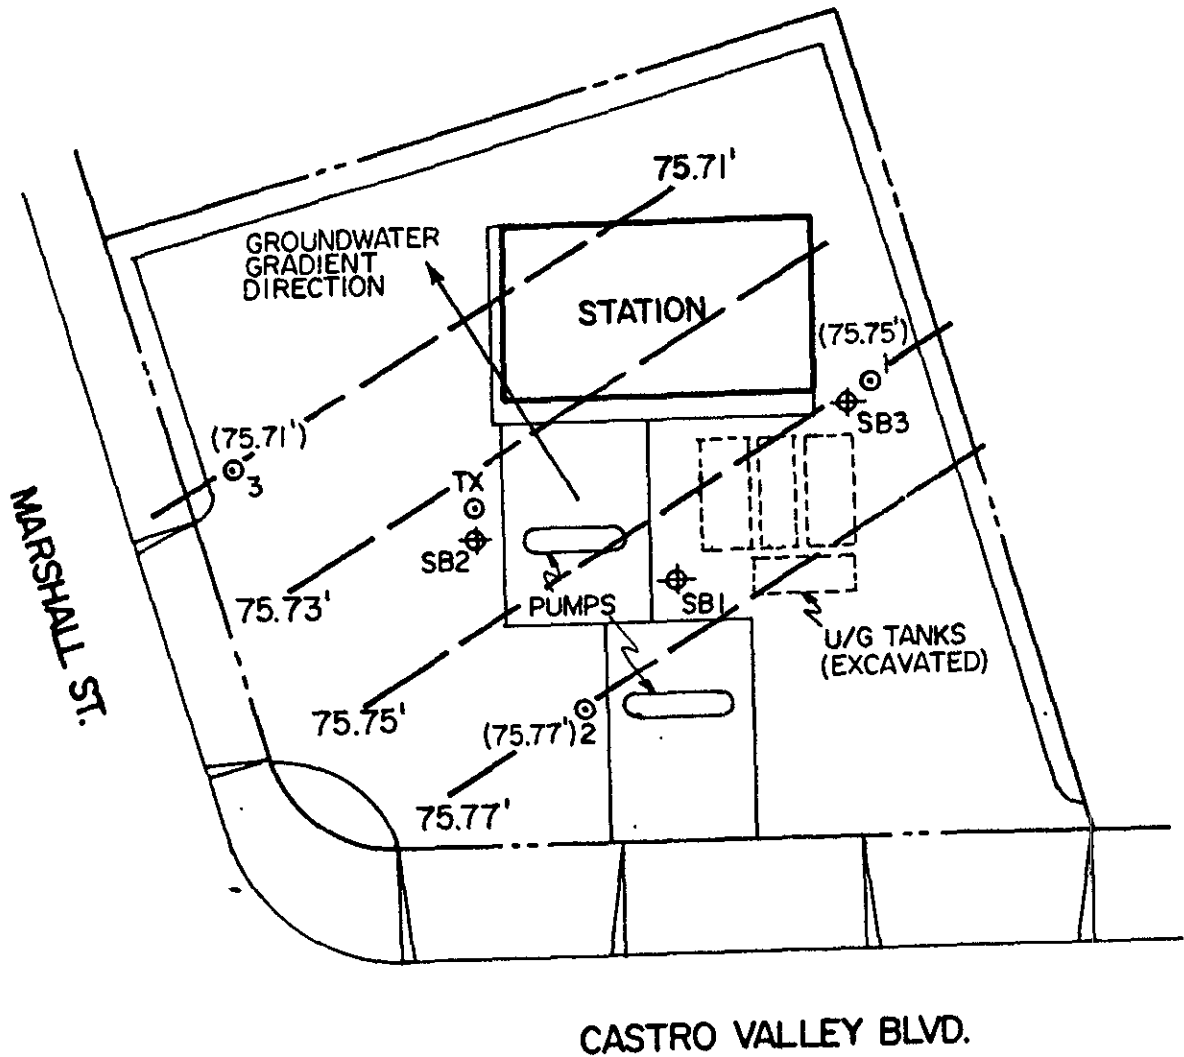 75.71'
GROUNDWATER
GRADIENT
DIRECTION
STATION
(75.75')
1
SB3
(75.71')
3
TX
SB2
MARSHALL ST.
75.73'
PUMPS
SB1
U/G TANKS
(EXCAVATED)
75.75'
(75.77') 2
75.77'
CASTRO VALLEY BLVD.